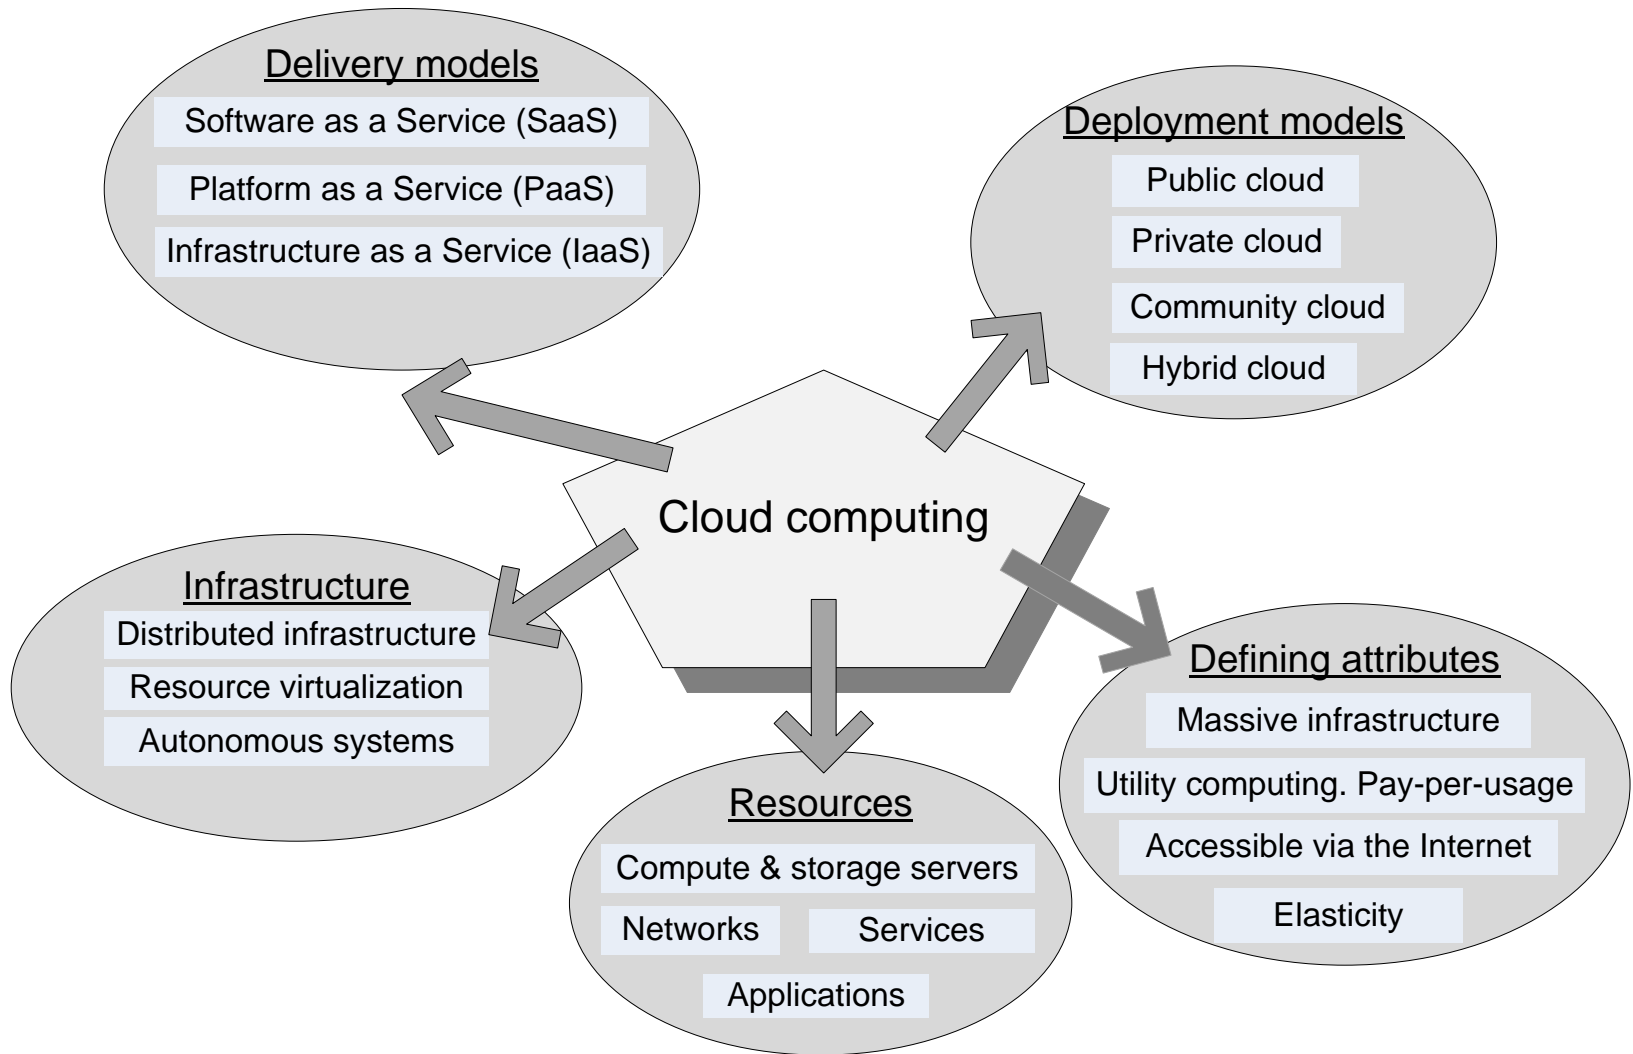 Delivery models
Software as a Service (SaaS)
Platform as a Service (PaaS)
Infrastructure as a Service (IaaS)
Deployment models
Public cloud
Private cloud
Community cloud
Hybrid cloud
Cloud computing
Infrastructure
Distributed infrastructure
Resource virtualization
Autonomous systems
Resources
Compute & storage servers
Networks
Services
Applications
Defining attributes
Massive infrastructure
Utility computing. Pay-per-usage
Accessible via the Internet
Elasticity